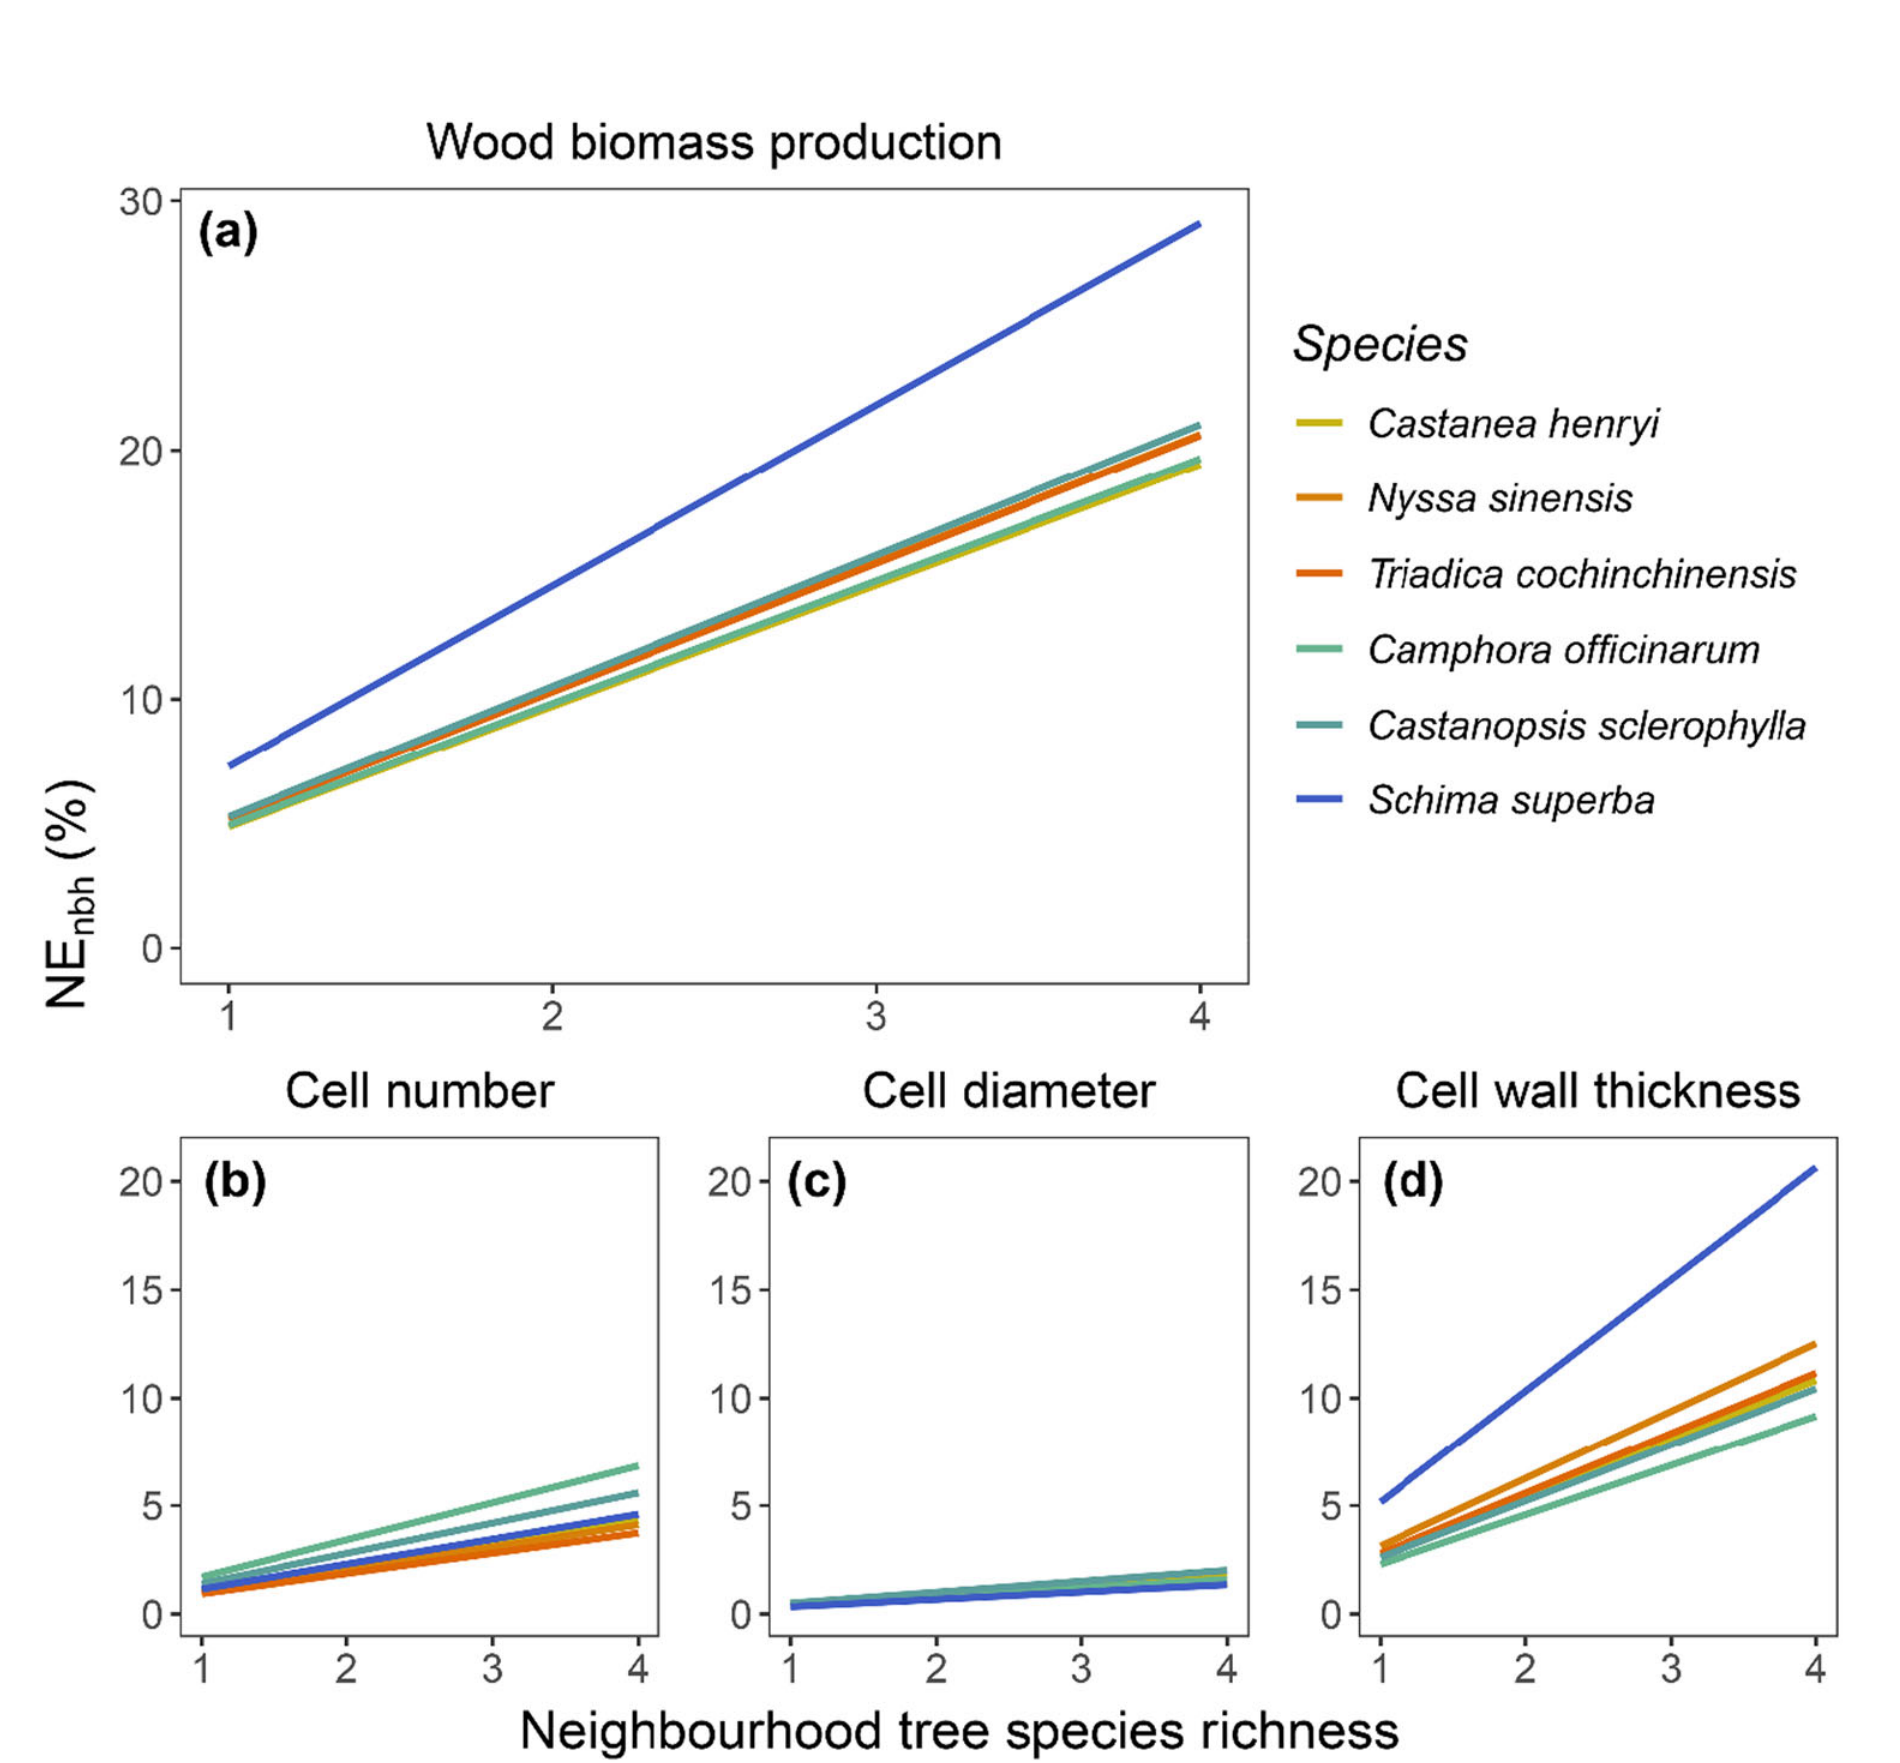 Wood biomass production
(a)
30
20
10
0
1 2 3 4
NEnbh (%)
Species
Castanea henryi
Nyssa sinensis
Triadica cochinchinensis
Camphora officinarum
Castanopsis sclerophylla
Schima superba
Cell number
(b)
20
15
10
5
0
1 2 3 4
Cell diameter
(c)
20
15
10
5
0
1 2 3 4
Cell wall thickness
(d)
20
15
10
5
0
1 2 3 4
Neighbourhood tree species richness